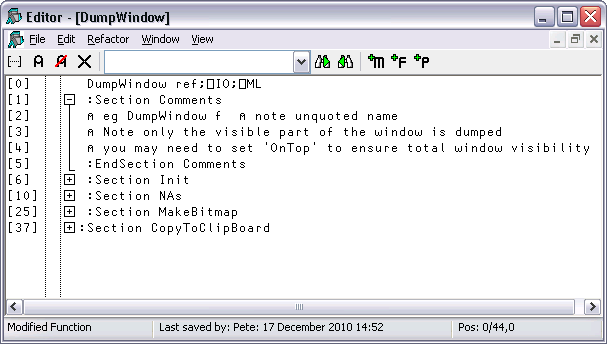 Editor - [DumpWindow]
File Edit Refactor Window View
[···] A A ⁺M ⁺F ⁺P
[0] DumpWindow ref;⎕IO;⎕ML
[1] :Section Comments
[2] ⍝ eg DumpWindow f ⍝ note unquoted name
[3] ⍝ Note only the visible part of the window is dumped
[4] ⍝ you may need to set 'OnTop' to ensure total window visibility
[5] :EndSection Comments
[6] :Section Init
[10] :Section NAs
[25] :Section MakeBitmap
[37] :Section CopyToClipBoard
Modified Function Last saved by: Pete: 17 December 2010 14:52 Pos: 0/44,0